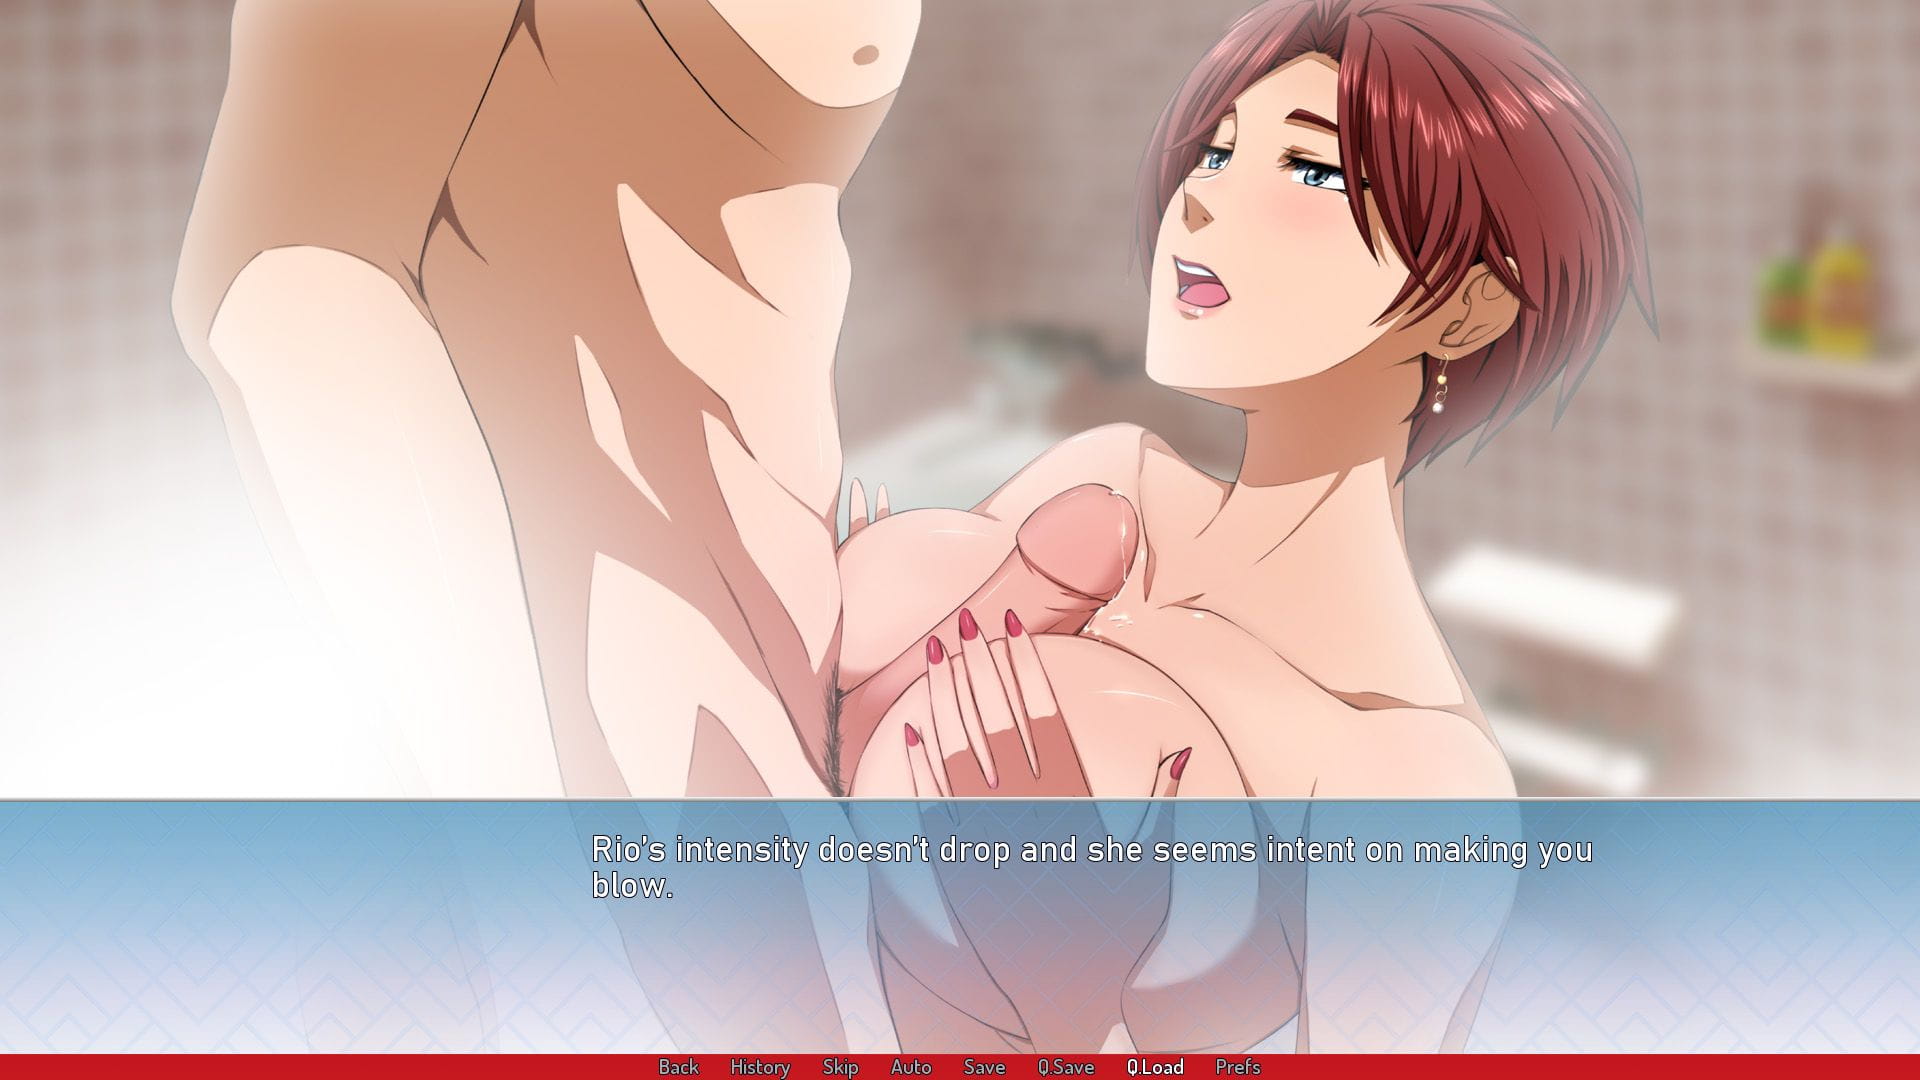 Rio's intensity doesn't drop and she seems intent on making you
blow.
Back History Skip Auto Save Q.Save Q.Load Prefs